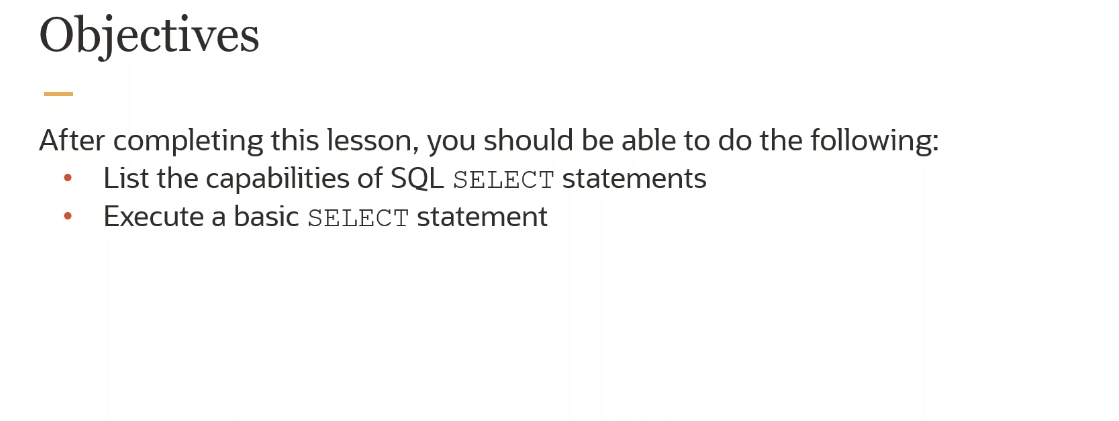 Objectives
After completing this lesson, you should be able to do the following:
• List the capabilities of SQL SELECT statements
• Execute a basic SELECT statement